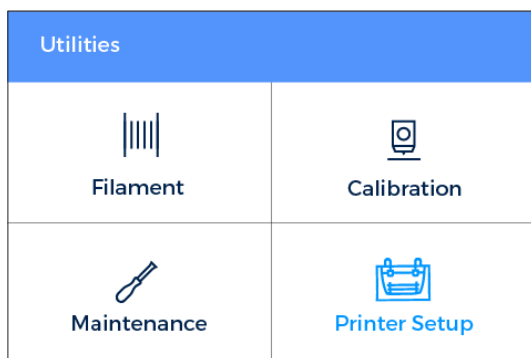 Utilities
Filament
Calibration
Maintenance
Printer Setup